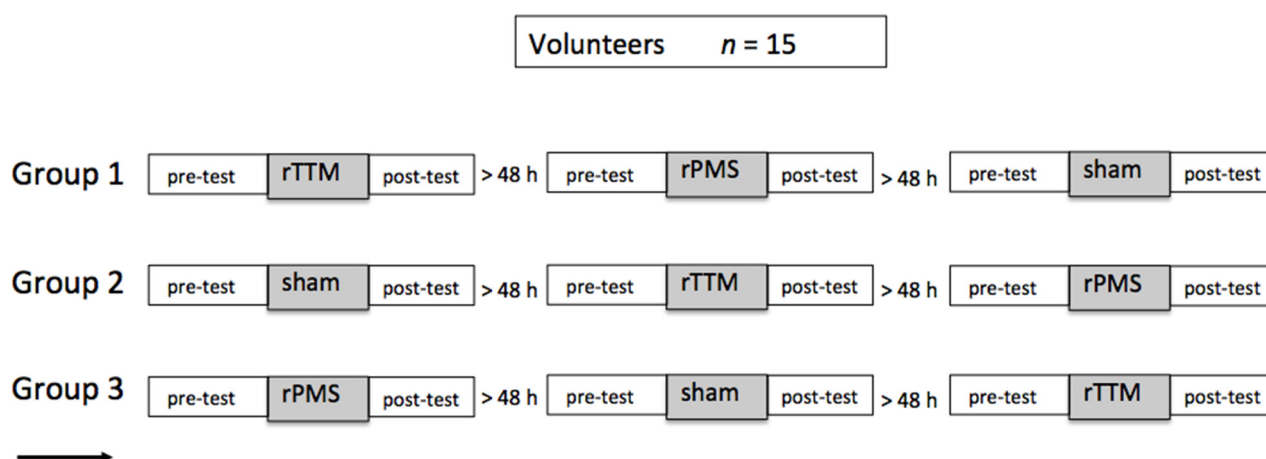 Volunteers n = 15
Group 1 pre-test rTTM post-test > 48 h pre-test rPMS post-test > 48 h pre-test sham post-test
Group 2 pre-test sham post-test > 48 h pre-test rTTM post-test > 48 h pre-test rPMS post-test
Group 3 pre-test rPMS post-test > 48 h pre-test sham post-test > 48 h pre-test rTTM post-test